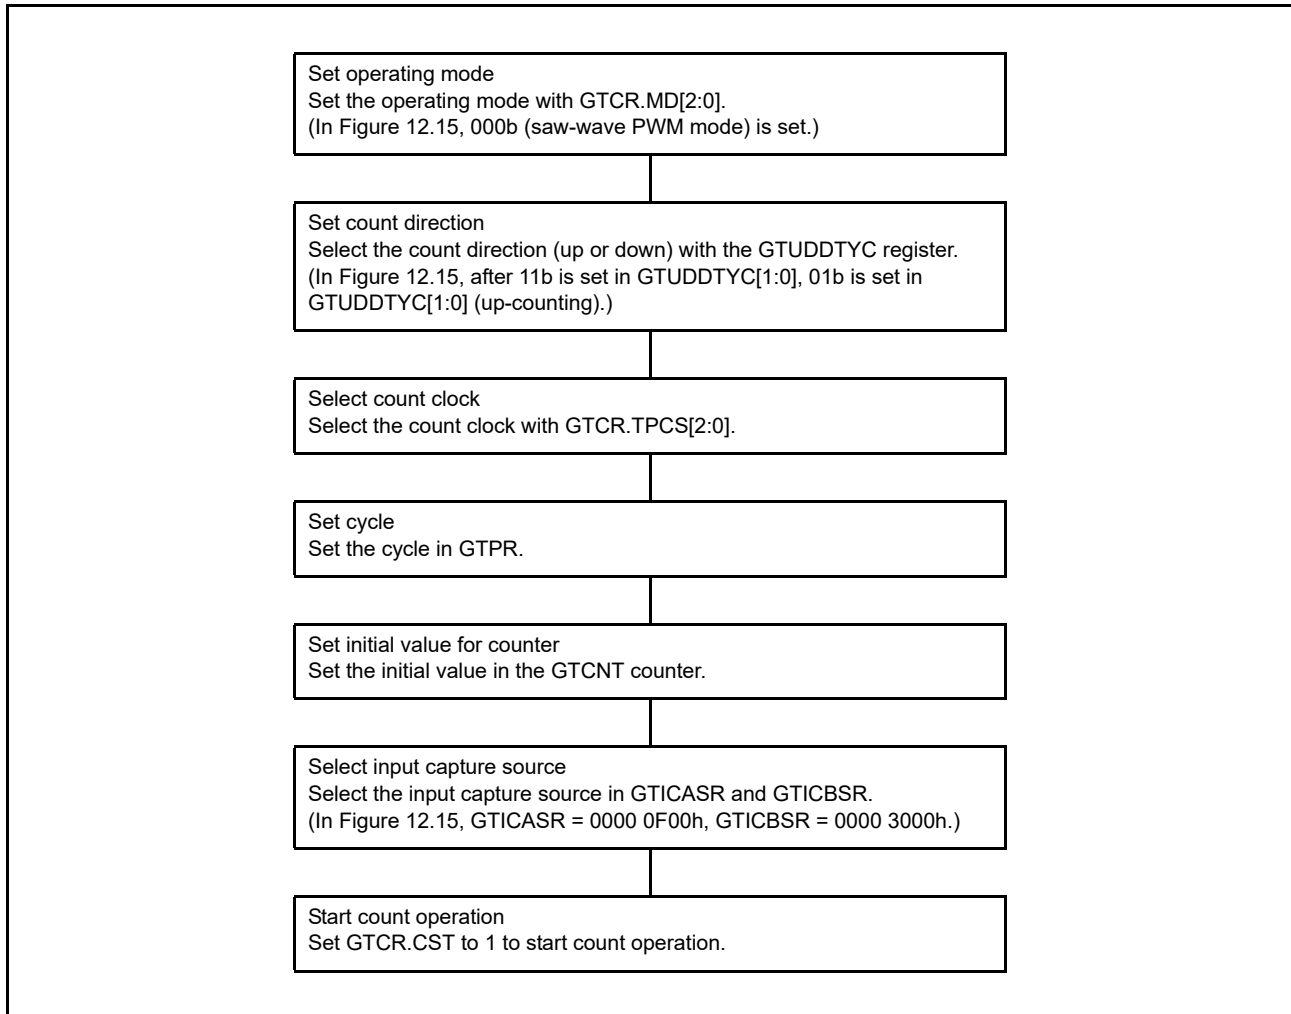 Set operating mode
Set the operating mode with GTCR.MD[2:0].
(In Figure 12.15, 000b (saw-wave PWM mode) is set.)
Set count direction
Select the count direction (up or down) with the GTUDDTYC register.
(In Figure 12.15, after 11b is set in GTUDDTYC[1:0], 01b is set in
GTUDDTYC[1:0] (up-counting).)
Select count clock
Select the count clock with GTCR.TPCS[2:0].
Set cycle
Set the cycle in GTPR.
Set initial value for counter
Set the initial value in the GTCNT counter.
Select input capture source
Select the input capture source in GTICASR and GTICBSR.
(In Figure 12.15, GTICASR = 0000 0F00h, GTICBSR = 0000 3000h.)
Start count operation
Set GTCR.CST to 1 to start count operation.